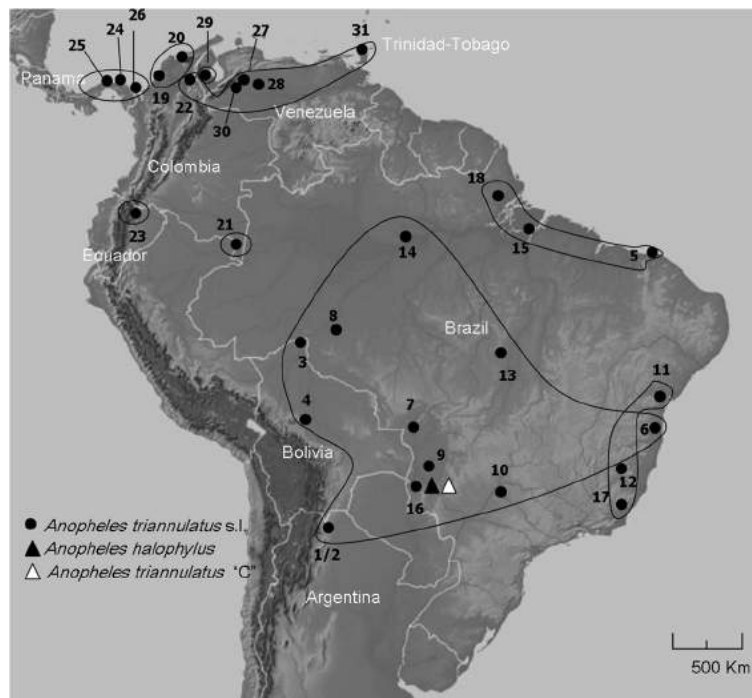 26
24
25
20
29
27
31
Trinidad-Tobago
Panama
19
22
28
30
Venezuela
Colombia
18
23
21
15
5
Ecuador
14
8
Brazil
3
13
11
4
7
6
Bolivia
9
10
12
16
17
Anopheles triannulatus s.l.
Anopheles halophylus
1/2
Anopheles triannulatus "C"
Argentina
500 Km